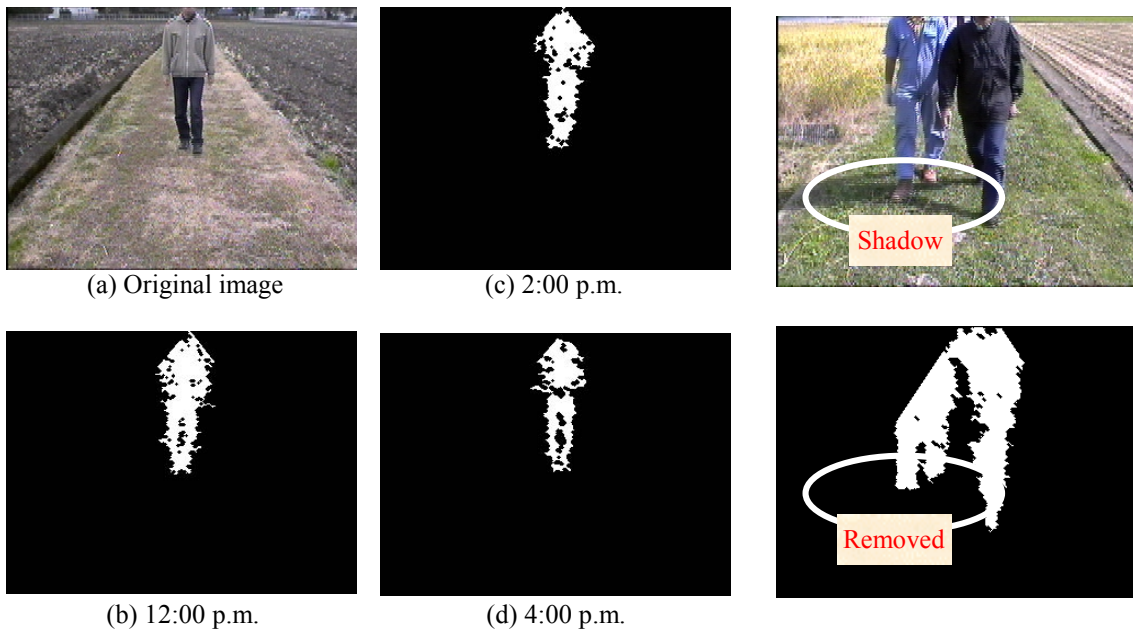 (a) Original image
(c) 2:00 p.m.
Shadow
(b) 12:00 p.m.
(d) 4:00 p.m.
Removed